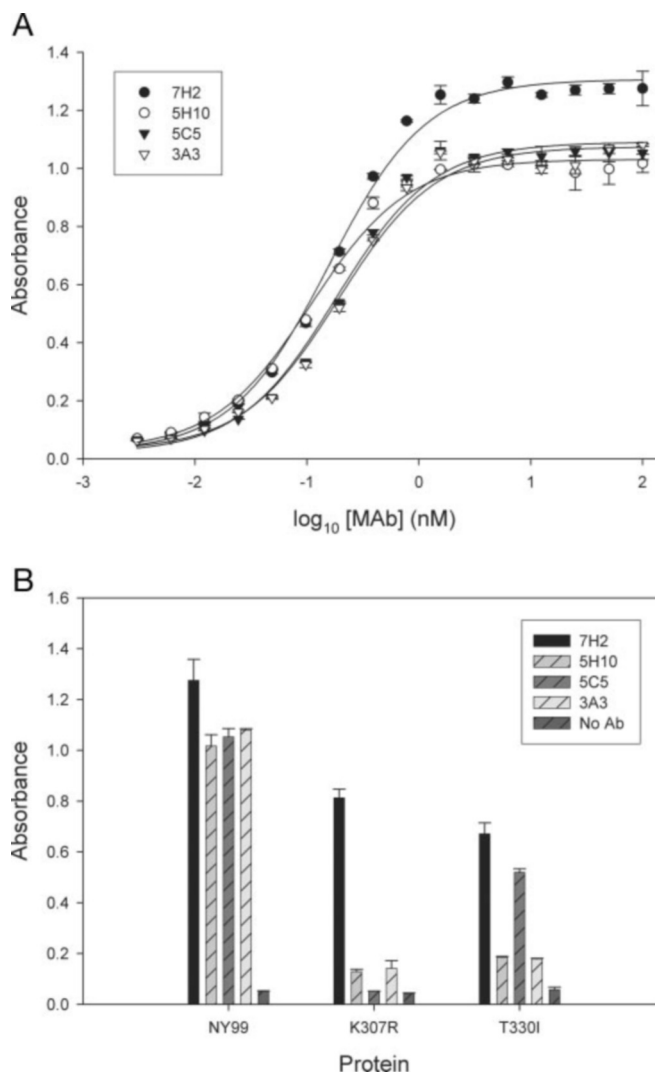 A
1.4
1.2
1.0
0.8
0.6
0.4
0.2
0.0
Absorbance
7H2
5H10
5C5
3A3
-3 -2 -1 0 1 2
log10 [MAb] (nM)
B
1.6
1.4
1.2
1.0
0.8
0.6
0.4
0.2
0.0
Absorbance
7H2
5H10
5C5
3A3
No Ab
NY99 K307R T330I
Protein